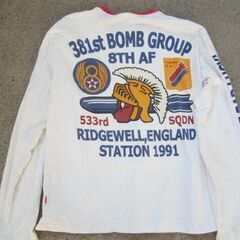 381st BOMB GROUP
8TH AF
533rd SQDN
RIDGEWELL, ENGLAND
STATION 1991